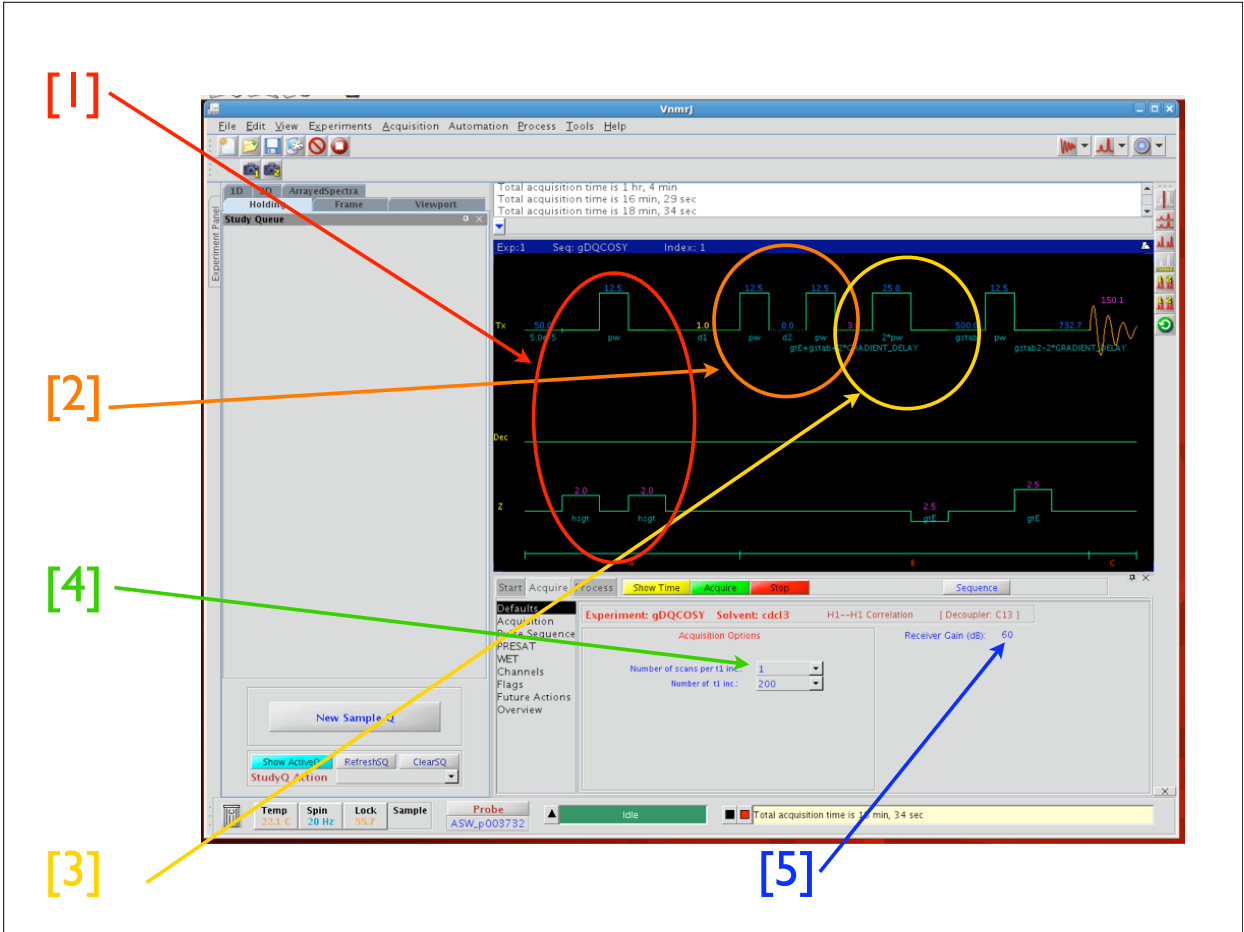 [1]
VnmrJ
File Edit View Experiments Acquisition Automation Process Tools Help
1D 2D ArrayedSpectra
Holding Frame Viewport
Study Queue
Experiment Panel
Total acquisition time is 1 hr, 4 min
Total acquisition time is 16 min, 29 sec
Total acquisition time is 18 min, 34 sec
Exp:1 Seq: gDQCOSY Index: 1
12.5 12.5 12.5 25.0 12.5 150.1
Tx 50.0 1.0 0.0 3. 500.0 732.7
5.0e-5 pw d1 pw d2 pw 2*pw gstab pw
gtE+gstab-2*GRADIENT_DELAY gstab2-2*GRADIENT_DELAY
[2]
Dec
2.0 2.0 2.5 2.5
Z
hsgt hsgt gtE gtE
A B C
[4]
Start Acquire Process Show Time Acquire Stop Sequence
Defaults
Acquisition
Pulse Sequence
PRESAT
WET
Channels
Flags
Future Actions
Overview
Experiment: gDQCOSY Solvent: cdcl3 H1--H1 Correlation [ Decoupler: C13 ]
Acquisition Options Receiver Gain (dB): 60
Number of scans per t1 inc.: 1
Number of t1 inc.: 200
New Sample Q
Show ActiveQ RefreshSQ ClearSQ
StudyQ Action
Temp Spin Lock Sample Probe
22.1 C 20 Hz 55.7 ASW_p003732
Idle
Total acquisition time is 18 min, 34 sec
[3] [5]